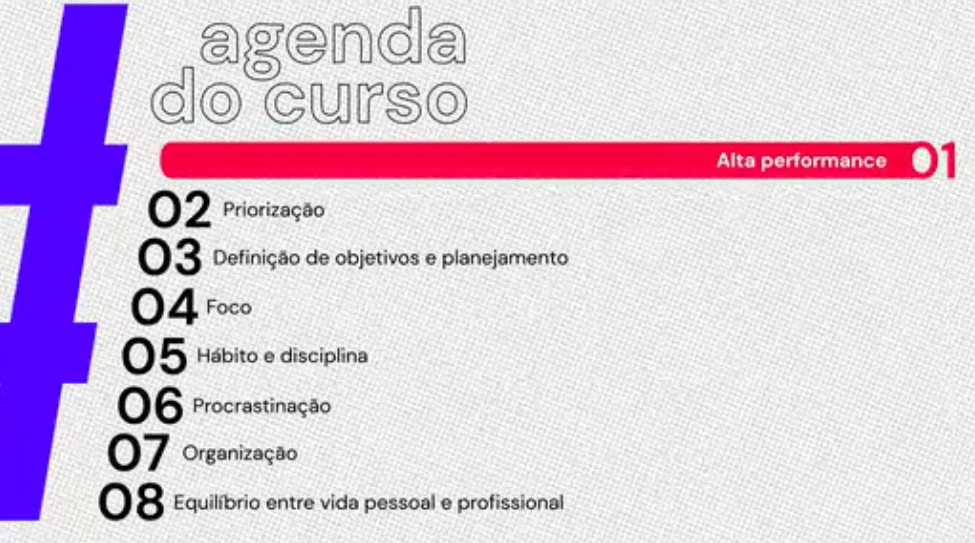 agenda
do curso
Alta performance 01
02 Priorização
03 Definição de objetivos e planejamento
04 Foco
05 Hábito e disciplina
06 Procrastinação
07 Organização
08 Equilíbrio entre vida pessoal e profissional